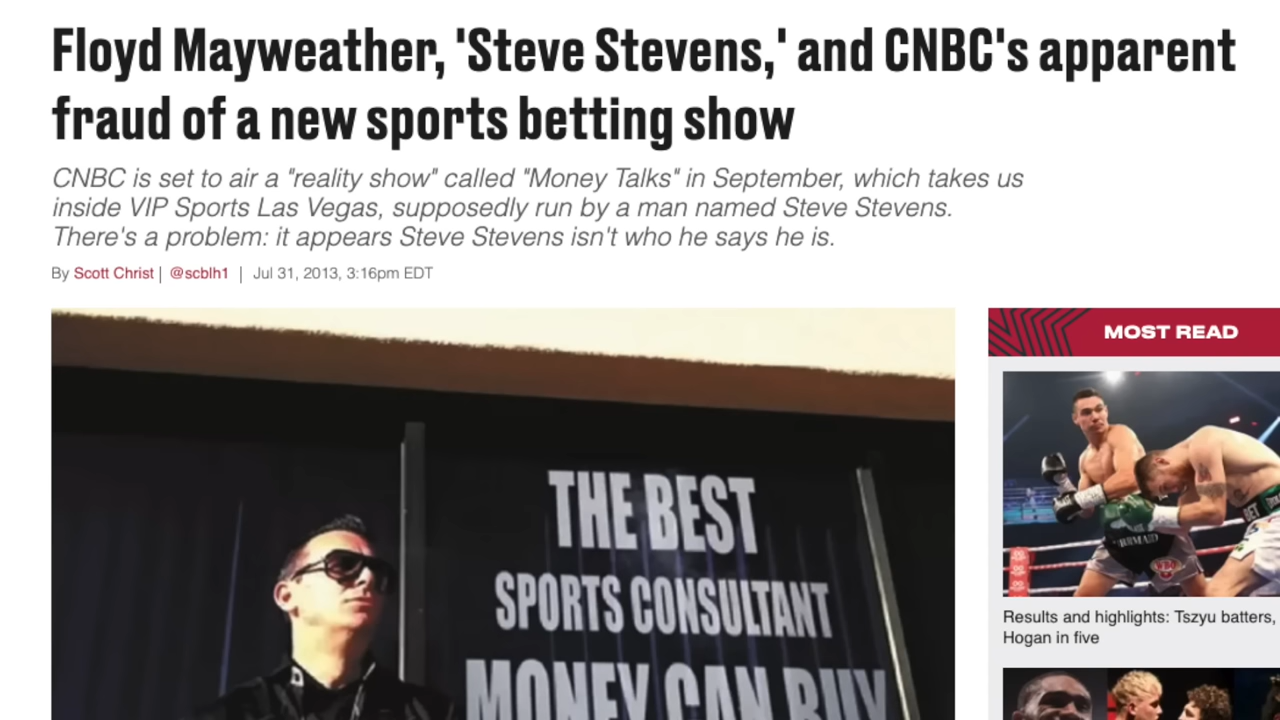 Floyd Mayweather, 'Steve Stevens,' and CNBC's apparent
fraud of a new sports betting show
CNBC is set to air a "reality show" called "Money Talks" in September, which takes us
inside VIP Sports Las Vegas, supposedly run by a man named Steve Stevens.
There's a problem: it appears Steve Stevens isn't who he says he is.
By Scott Christ | @scblh1 | Jul 31, 2013, 3:16pm EDT
MOST READ
THE BEST
SPORTS CONSULTANT
MONEY CAN BUY
Results and highlights: Tszyu batters,
Hogan in five